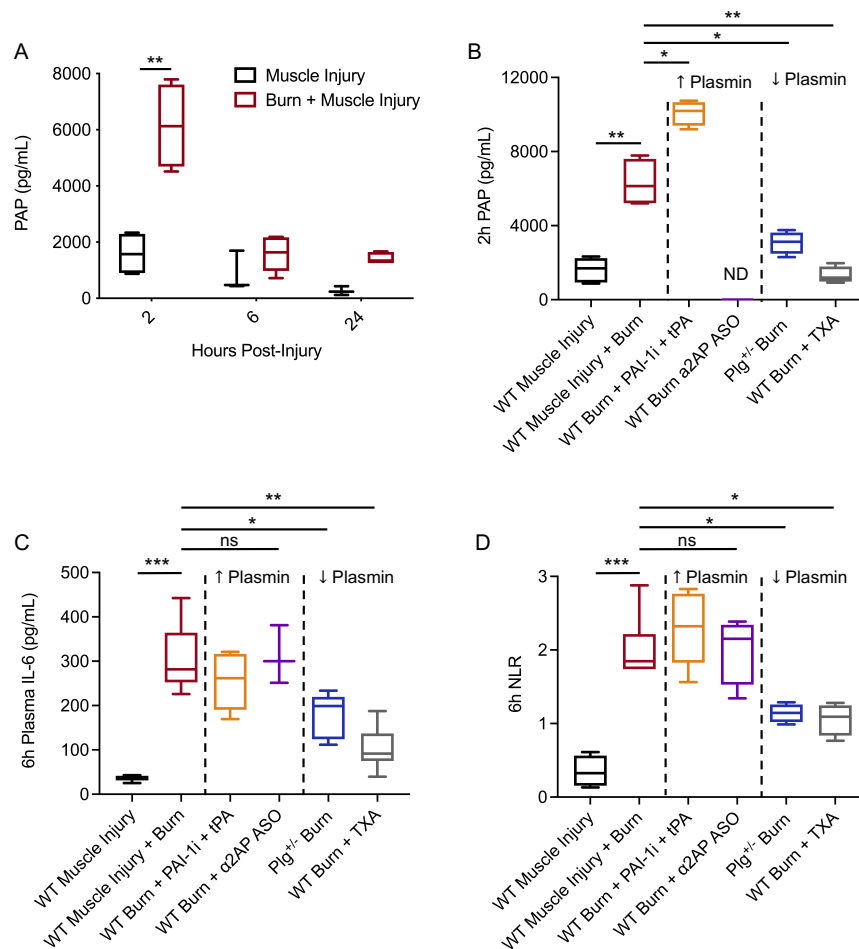 A
**
Muscle Injury
Burn + Muscle Injury
8000
6000
4000
2000
0
PAP (pg/mL)
2
6
24
Hours Post-Injury
B
**
*
*
↑ Plasmin
↓ Plasmin
**
ND
12000
8000
4000
0
2h PAP (pg/mL)
WT Muscle Injury
WT Muscle Injury + Burn
WT Burn + PAI-1i + tPA
WT Burn a2AP ASO
Plg+/- Burn
WT Burn + TXA
C
**
*
ns
***
↑ Plasmin
↓ Plasmin
500
400
300
200
100
0
6h Plasma IL-6 (pg/mL)
WT Muscle Injury
WT Muscle Injury + Burn
WT Burn + PAI-1i + tPA
WT Burn + α2AP ASO
Plg+/- Burn
WT Burn + TXA
D
*
*
ns
***
↑ Plasmin
↓ Plasmin
3
2
1
0
6h NLR
WT Muscle Injury
WT Muscle Injury + Burn
WT Burn + PAI-1i + tPA
WT Burn + α2AP ASO
Plg+/- Burn
WT Burn + TXA